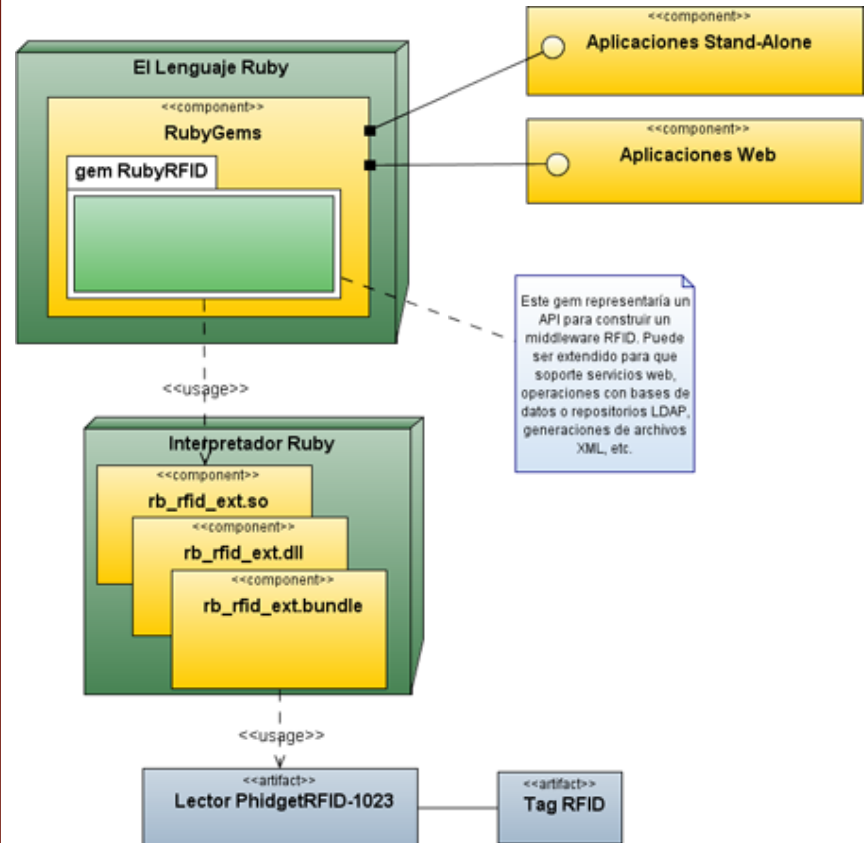 <<component>>
Aplicaciones Stand-Alone
El Lenguaje Ruby
<<component>>
RubyGems
<<component>>
Aplicaciones Web
gem RubyRFID
Este gem representaría un
API para construir un
middleware RFID. Puede
ser extendido para que
soporte servicios web,
operaciones con bases de
datos o repositorios LDAP,
generaciones de archivos
XML, etc.
<<usage>>
Interpretador Ruby
<<component>>
rb_rfid_ext.so
<<component>>
rb_rfid_ext.dll
<<component>>
rb_rfid_ext.bundle
<<usage>>
<<artifact>>
Lector PhidgetRFID-1023
<<artifact>>
Tag RFID